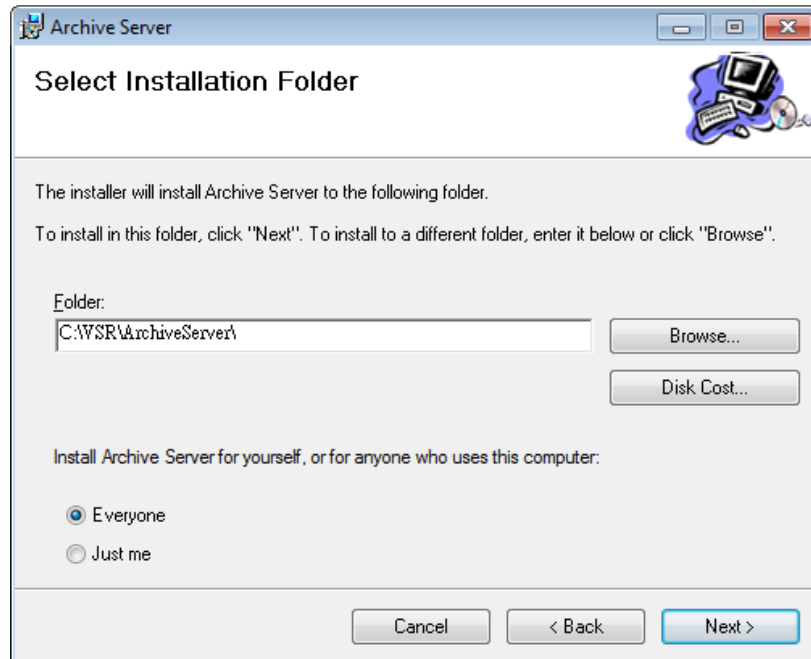 Archive Server
Select Installation Folder
The installer will install Archive Server to the following folder.
To install in this folder, click "Next". To install to a different folder, enter it below or click "Browse".
Folder:
C:\VSR\ArchiveServer\
Browse...
Disk Cost...
Install Archive Server for yourself, or for anyone who uses this computer:
Everyone
Just me
Cancel
< Back
Next >